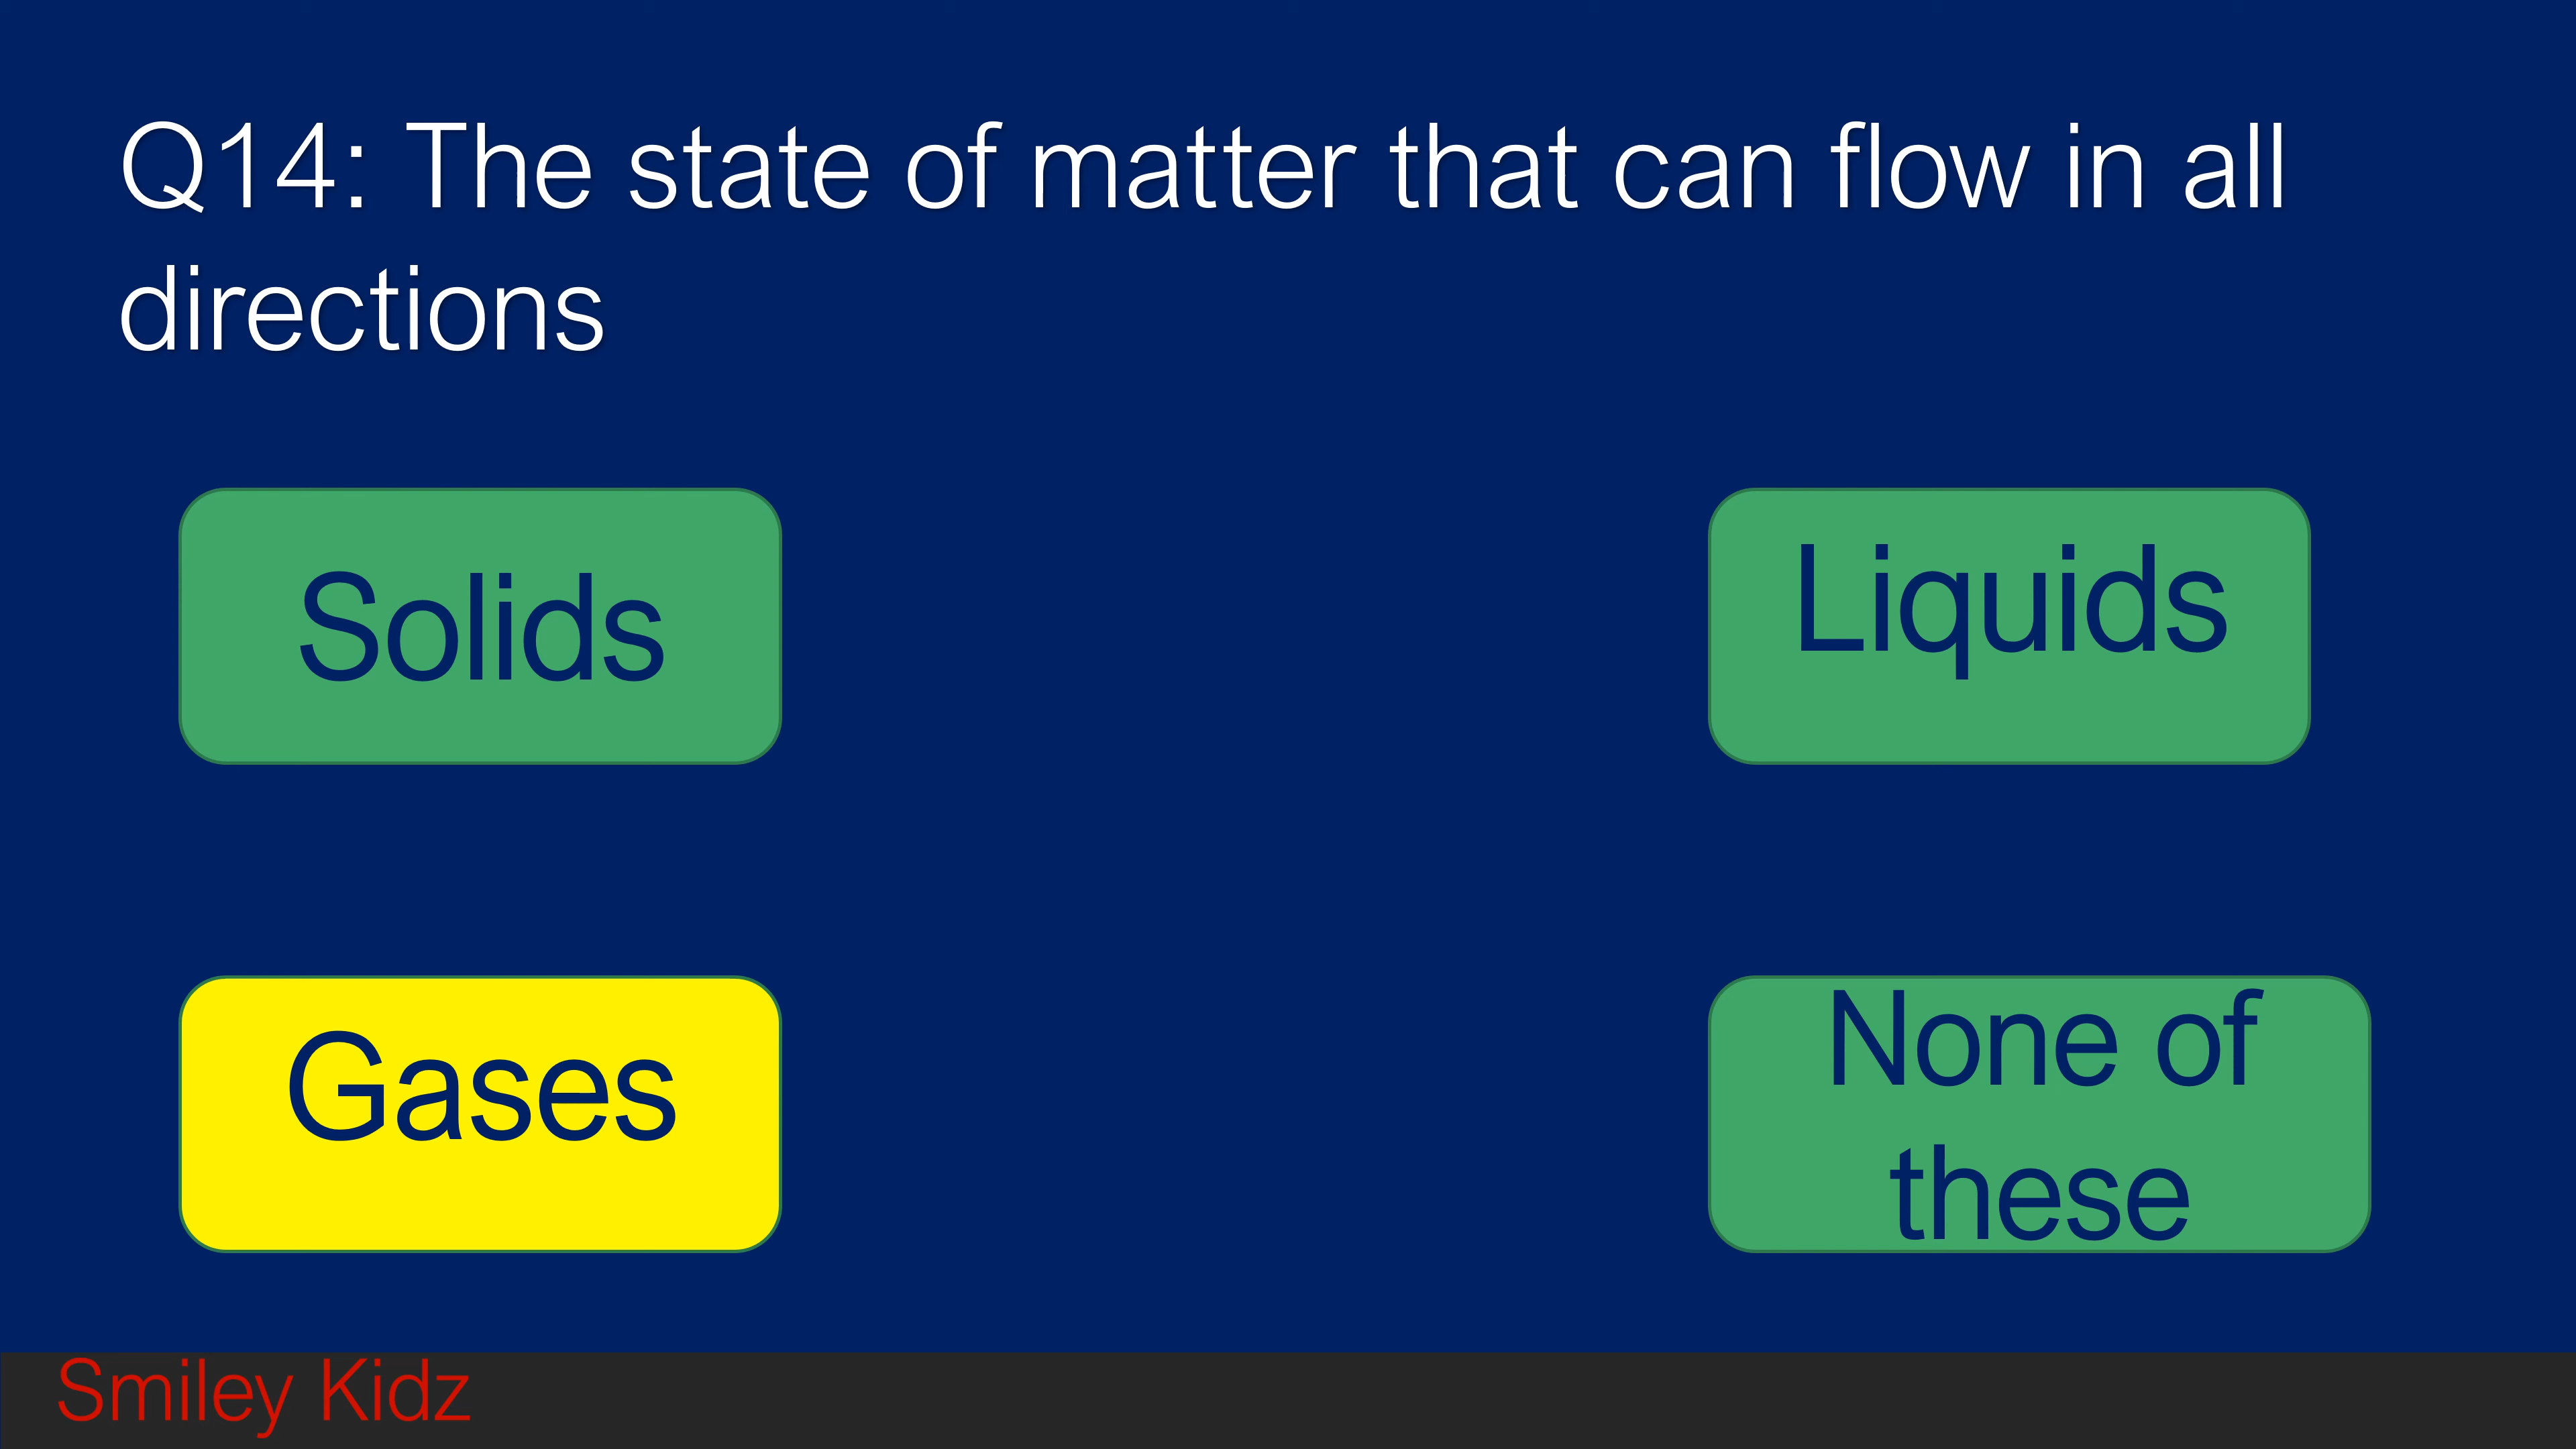 Q14: The state of matter that can flow in all
directions
Solids
Liquids
Gases
None of
these
Smiley Kidz